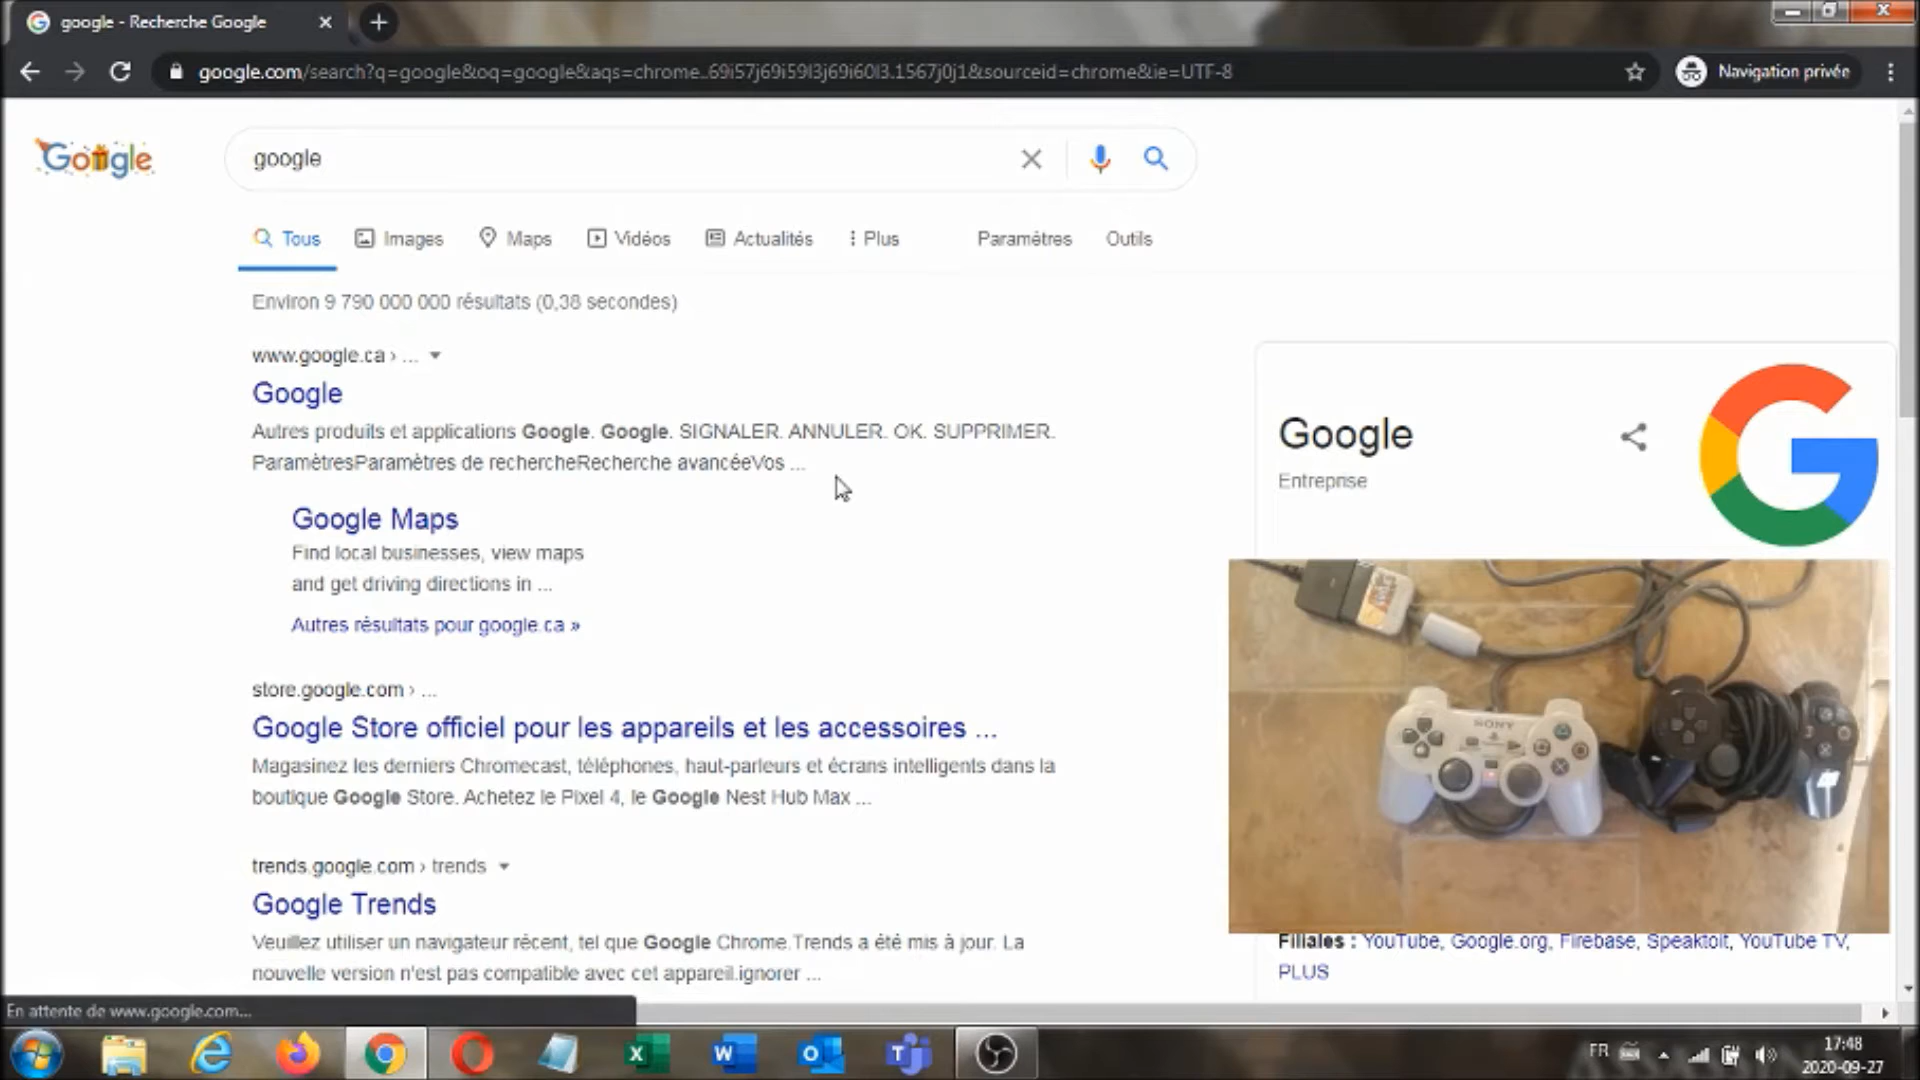 google - Recherche Google
google.com/search?q=google&oq=google&aqs=chrome..69i57j69i59l3j69i60l3.1567j0j1&sourceid=chrome&ie=UTF-8
Navigation privée
Google
google
Tous
Images
Maps
Vidéos
Actualités
Plus
Paramètres
Outils
Environ 9 790 000 000 résultats (0,38 secondes)
www.google.ca › ...
Google
Autres produits et applications Google. Google. SIGNALER. ANNULER. OK. SUPPRIMER.
ParamètresParamètres de rechercheRecherche avancéeVos ...
Google Maps
Find local businesses, view maps
and get driving directions in ...
Autres résultats pour google.ca »
store.google.com › ...
Google Store officiel pour les appareils et les accessoires ...
Magasinez les derniers Chromecast, téléphones, haut-parleurs et écrans intelligents dans la
boutique Google Store. Achetez le Pixel 4, le Google Nest Hub Max ...
trends.google.com › trends
Google Trends
Veuillez utiliser un navigateur récent, tel que Google Chrome.Trends a été mis à jour. La
nouvelle version n'est pas compatible avec cet appareil.ignorer ...
Google
Entreprise
SONY
Filiales : YouTube, Google.org, Firebase, Speaktoit, YouTube TV,
PLUS
En attente de www.google.com...
FR
17:48
2020-09-27